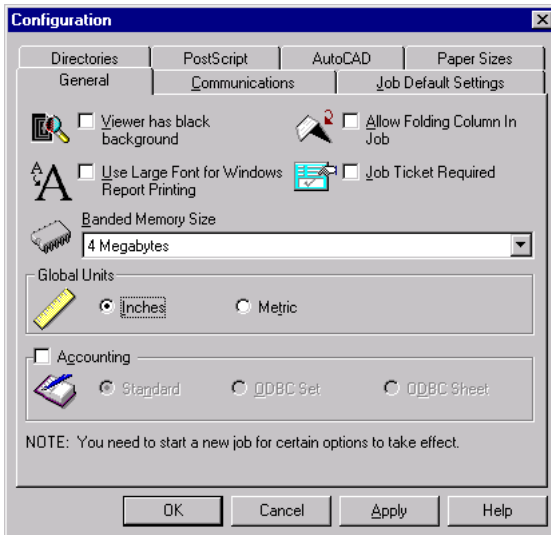 Configuration
Directories PostScript AutoCAD Paper Sizes
General Communications Job Default Settings
Viewer has black
background
Allow Folding Column In
Job
Use Large Font for Windows
Report Printing
Job Ticket Required
Banded Memory Size
4 Megabytes
Global Units
Inches Metric
Accounting
Standard ODBC Set ODBC Sheet
NOTE: You need to start a new job for certain options to take effect.
OK Cancel Apply Help